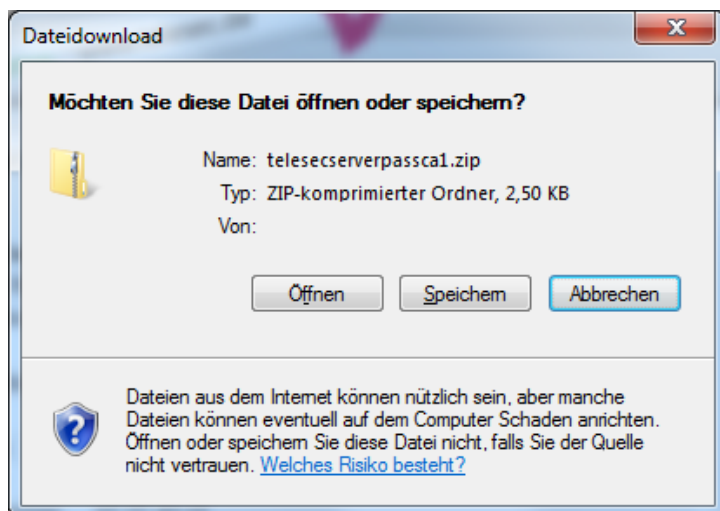 Dateidownload
Möchten Sie diese Datei öffnen oder speichern?
Name: telesecserverpassca1.zip
Typ: ZIP-komprimierter Ordner, 2,50 KB
Von:
Öffnen Speichern Abbrechen
Dateien aus dem Internet können nützlich sein, aber manche
Dateien können eventuell auf dem Computer Schaden anrichten.
Öffnen oder speichern Sie diese Datei nicht, falls Sie der Quelle
nicht vertrauen. Welches Risiko besteht?